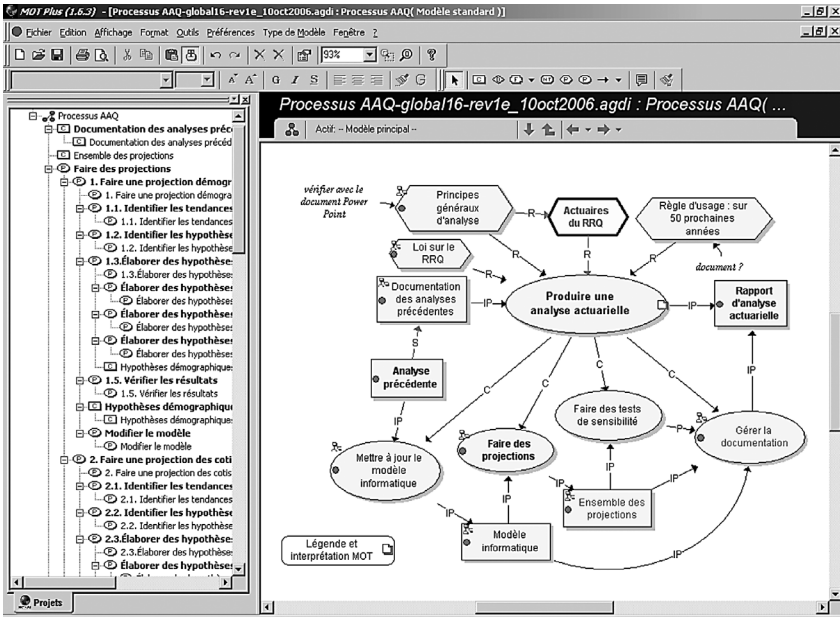 MOT Plus (1.6.3) - [Processus AAQ-global16-rev1e_10oct2006.agdi : Processus AAQ( Modèle standard )]
Fichier Edition Affichage Format Outils Préférences Type de Modèle Fenêtre ?
93%
G I S
Processus AAQ
Documentation des analyses préc
Documentation des analyses précéd
Ensemble des projections
Faire des projections
1. Faire une projection démogr
1. Faire une projection démogra
1.1. Identifier les tendances
1.1. Identifier les tendances
1.2. Identifier les hypothèse
1.2. Identifier les hypothèse
1.3.Élaborer des hypothèse
1.3.Élaborer des hypothèse
Élaborer des hypothèse
Élaborer des hypothèses
Élaborer des hypothèse
Élaborer des hypothèses
Élaborer des hypothèse
Élaborer des hypothèses
Hypothèses démographique
1.5. Vérifier les résultats
1.5. Vérifier les résultats
Hypothèses démographiqu
Hypothèses démographiques
Modifier le modèle
Modifier le modèle
2. Faire une projection des coti
2. Faire une projection des cotis
2.1. Identifier les tendances
2.1. Identifier les tendances
2.2. Identifier les hypothèse
2.2. Identifier les hypothèse
2.3.Élaborer des hypothèse
2.3.Élaborer des hypothèse
Élaborer des hypothèse
Projets
Processus AAQ-global16-rev1e_10oct2006.agdi : Processus AAQ( ...
Actif: -- Modèle principal --
vérifier avec le
document Power
Point
Principes
généraux
d'analyse
R
Actuaires
du RRQ
Règle d'usage : sur
50 prochaines
années
document ?
Loi sur le
RRQ
R
R
R
R
Documentation
des analyses
précédentes
IP
Produire une
analyse actuarielle
IP
Rapport
d'analyse
actuarielle
S
Analyse
précédente
C
C
C
C
IP
IP
Mettre à jour le
modèle
informatique
Faire des
projections
Faire des tests
de sensibilité
IP
Gérer la
documentation
IP
IP
IP
IP
IP
Modèle
informatique
Ensemble des
projections
IP
Légende et
interprétation MOT